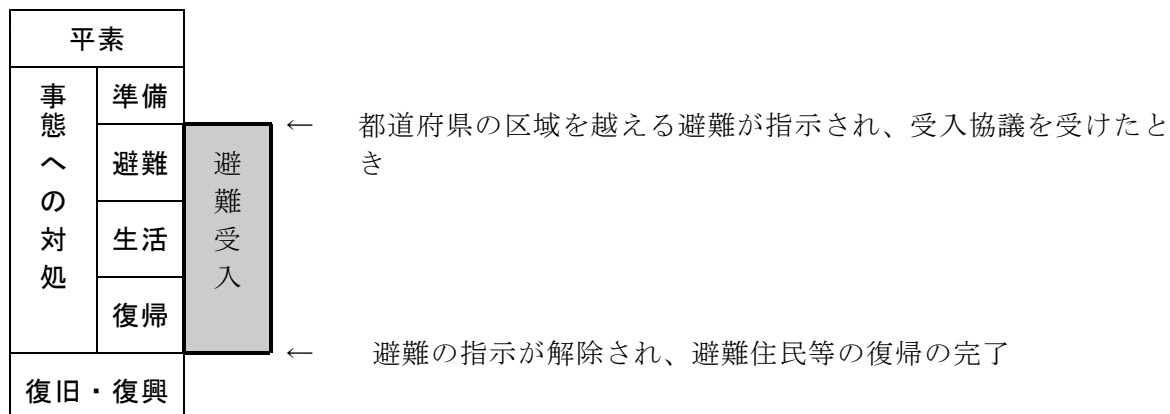 平素
事態への対処
準備
避難
生活
復帰
避難受入
← 都道府県の区域を越える避難が指示され、受入協議を受けたと
き
← 避難の指示が解除され、避難住民等の復帰の完了
復旧・復興